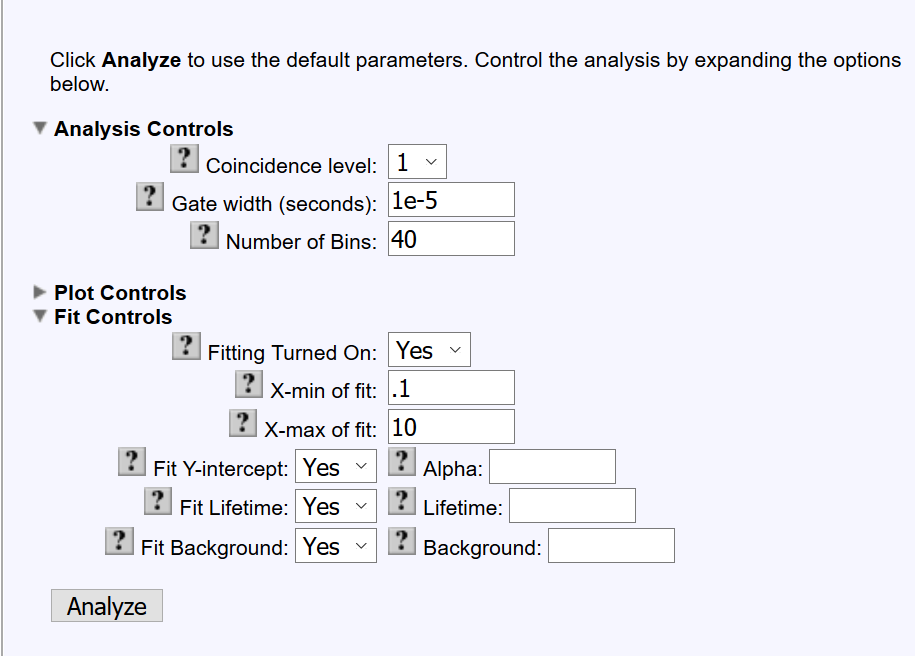 Click Analyze to use the default parameters. Control the analysis by expanding the options
below.
Analysis Controls
? Coincidence level: 1
? Gate width (seconds): 1e-5
? Number of Bins: 40
Plot Controls
Fit Controls
? Fitting Turned On: Yes
? X-min of fit: .1
? X-max of fit: 10
? Fit Y-intercept: Yes ? Alpha:
? Fit Lifetime: Yes ? Lifetime:
? Fit Background: Yes ? Background:
Analyze